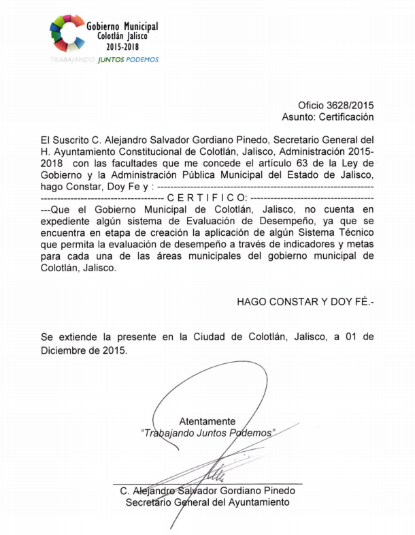 Gobierno Municipal
Colotlán Jalisco
2015-2018
TRABAJANDO JUNTOS PODEMOS
Oficio 3628/2015
Asunto: Certificación
El Suscrito C. Alejandro Salvador Gordiano Pinedo, Secretario General del
H. Ayuntamiento Constitucional de Colotlán, Jalisco, Administración 2015-
2018 con las facultades que me concede el artículo 63 de la Ley de
Gobierno y la Administración Pública Municipal del Estado de Jalisco,
hago Constar, Doy Fe y : ------------------------------------------------------
------------------------------- C E R T I F I C O: -------------------------------
---Que el Gobierno Municipal de Colotlán, Jalisco, no cuenta en
expediente algún sistema de Evaluación de Desempeño, ya que se
encuentra en etapa de creación la aplicación de algún Sistema Técnico
que permita la evaluación de desempeño a través de indicadores y metas
para cada una de las áreas municipales del gobierno municipal de
Colotlán, Jalisco.
HAGO CONSTAR Y DOY FÉ.-
Se extiende la presente en la Ciudad de Colotlán, Jalisco, a 01 de
Diciembre de 2015.
Atentamente
"Trabajando Juntos Podemos"
C. Alejandro Salvador Gordiano Pinedo
Secretario General del Ayuntamiento